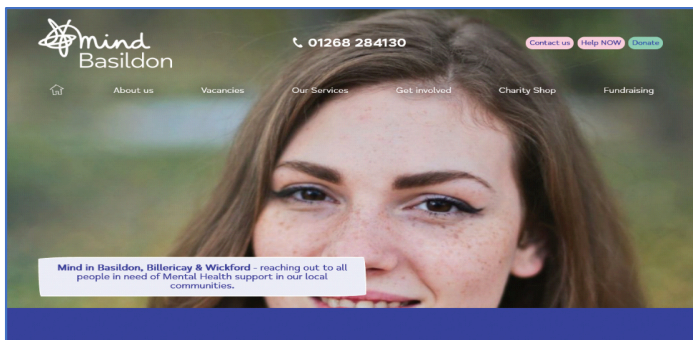 mind
Basildon
01268 284130
Contact us
Help NOW
Donate
About us
Vacancies
Our Services
Get involved
Charity Shop
Fundraising
Mind in Basildon, Billericay & Wickford - reaching out to all
people in need of Mental Health support in our local
communities.